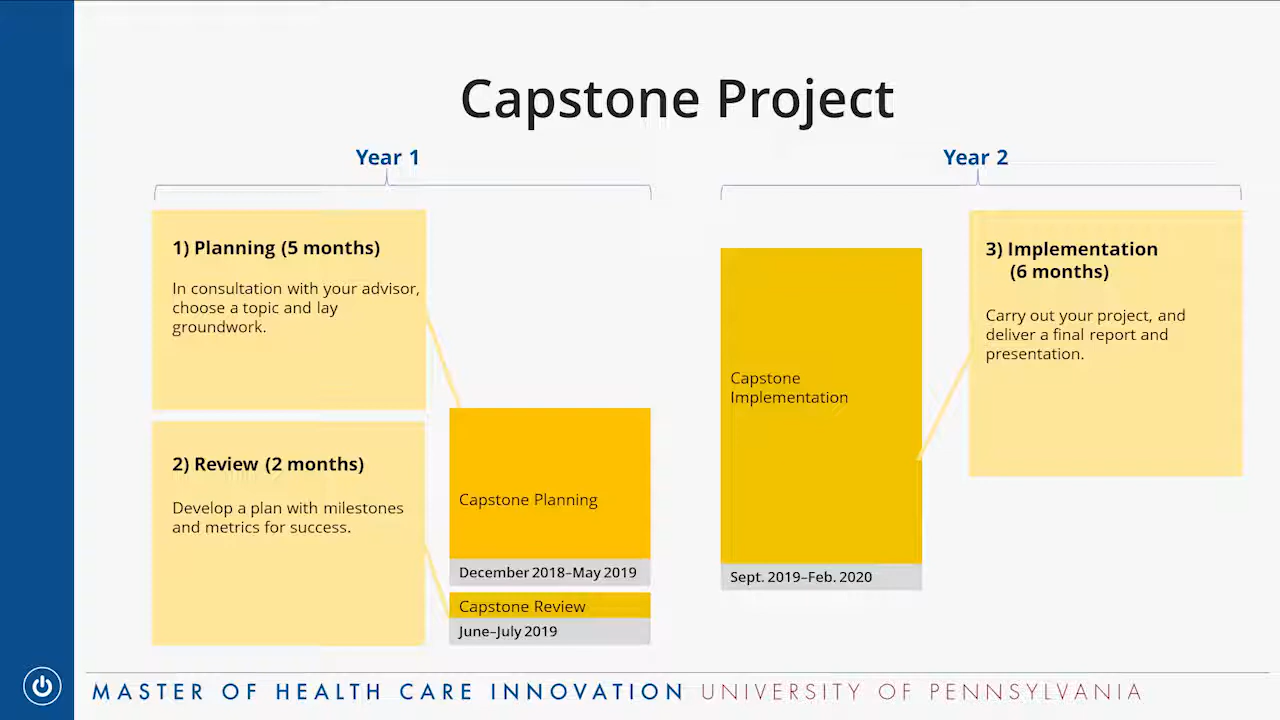 Capstone Project
Year 1
Year 2
1) Planning (5 months)
In consultation with your advisor,
choose a topic and lay
groundwork.
2) Review (2 months)
Develop a plan with milestones
and metrics for success.
Capstone Planning
December 2018–May 2019
Capstone Review
June–July 2019
Capstone
Implementation
Sept. 2019–Feb. 2020
3) Implementation
(6 months)
Carry out your project, and
deliver a final report and
presentation.
MASTER OF HEALTH CARE INNOVATION UNIVERSITY OF PENNSYLVANIA